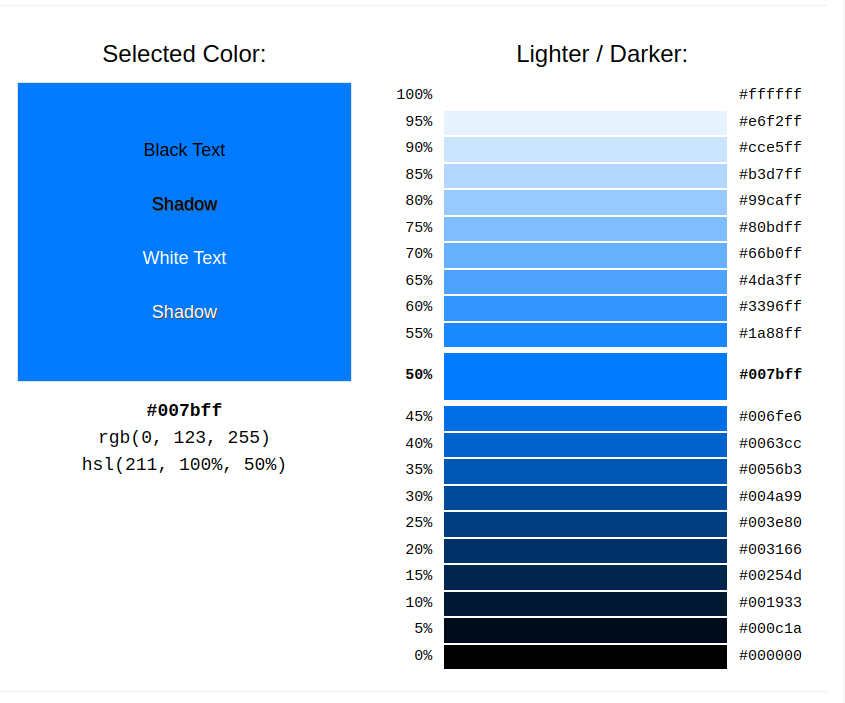 Selected Color:
Black Text
Shadow
White Text
Shadow
#007bff
rgb(0, 123, 255)
hsl(211, 100%, 50%)
Lighter / Darker:
100% #ffffff
95% #e6f2ff
90% #cce5ff
85% #b3d7ff
80% #99caff
75% #80bdff
70% #66b0ff
65% #4da3ff
60% #3396ff
55% #1a88ff
50% #007bff
45% #006fe6
40% #0063cc
35% #0056b3
30% #004a99
25% #003e80
20% #003166
15% #00254d
10% #001933
5% #000c1a
0% #000000